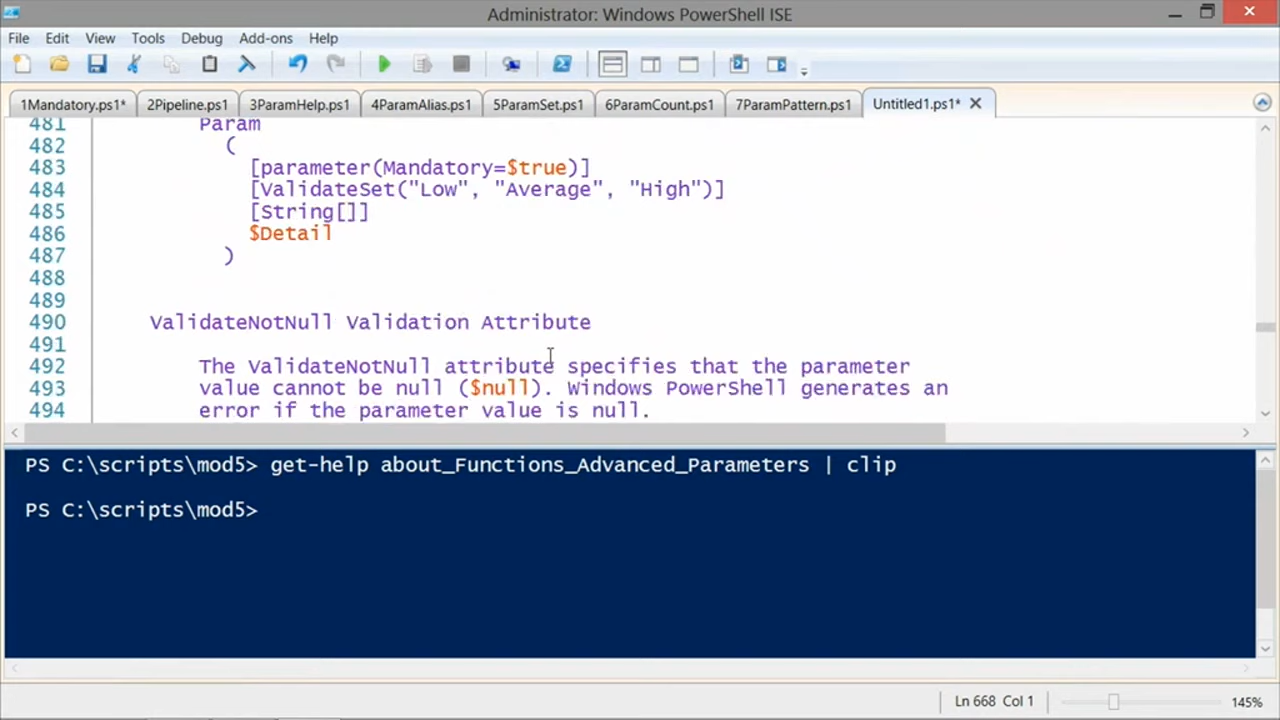 Administrator: Windows PowerShell ISE
File Edit View Tools Debug Add-ons Help
1Mandatory.ps1* 2Pipeline.ps1 3ParamHelp.ps1 4ParamAlias.ps1 5ParamSet.ps1 6ParamCount.ps1 7ParamPattern.ps1 Untitled1.ps1*
481 Param
482 (
483 [parameter(Mandatory=$true)]
484 [ValidateSet("Low", "Average", "High")]
485 [String[]]
486 $Detail
487 )
488
489
490 ValidateNotNull Validation Attribute
491
492 The ValidateNotNull attribute specifies that the parameter
493 value cannot be null ($null). Windows PowerShell generates an
494 error if the parameter value is null.
PS C:\scripts\mod5> get-help about_Functions_Advanced_Parameters | clip
PS C:\scripts\mod5>
Ln 668 Col 1 145%